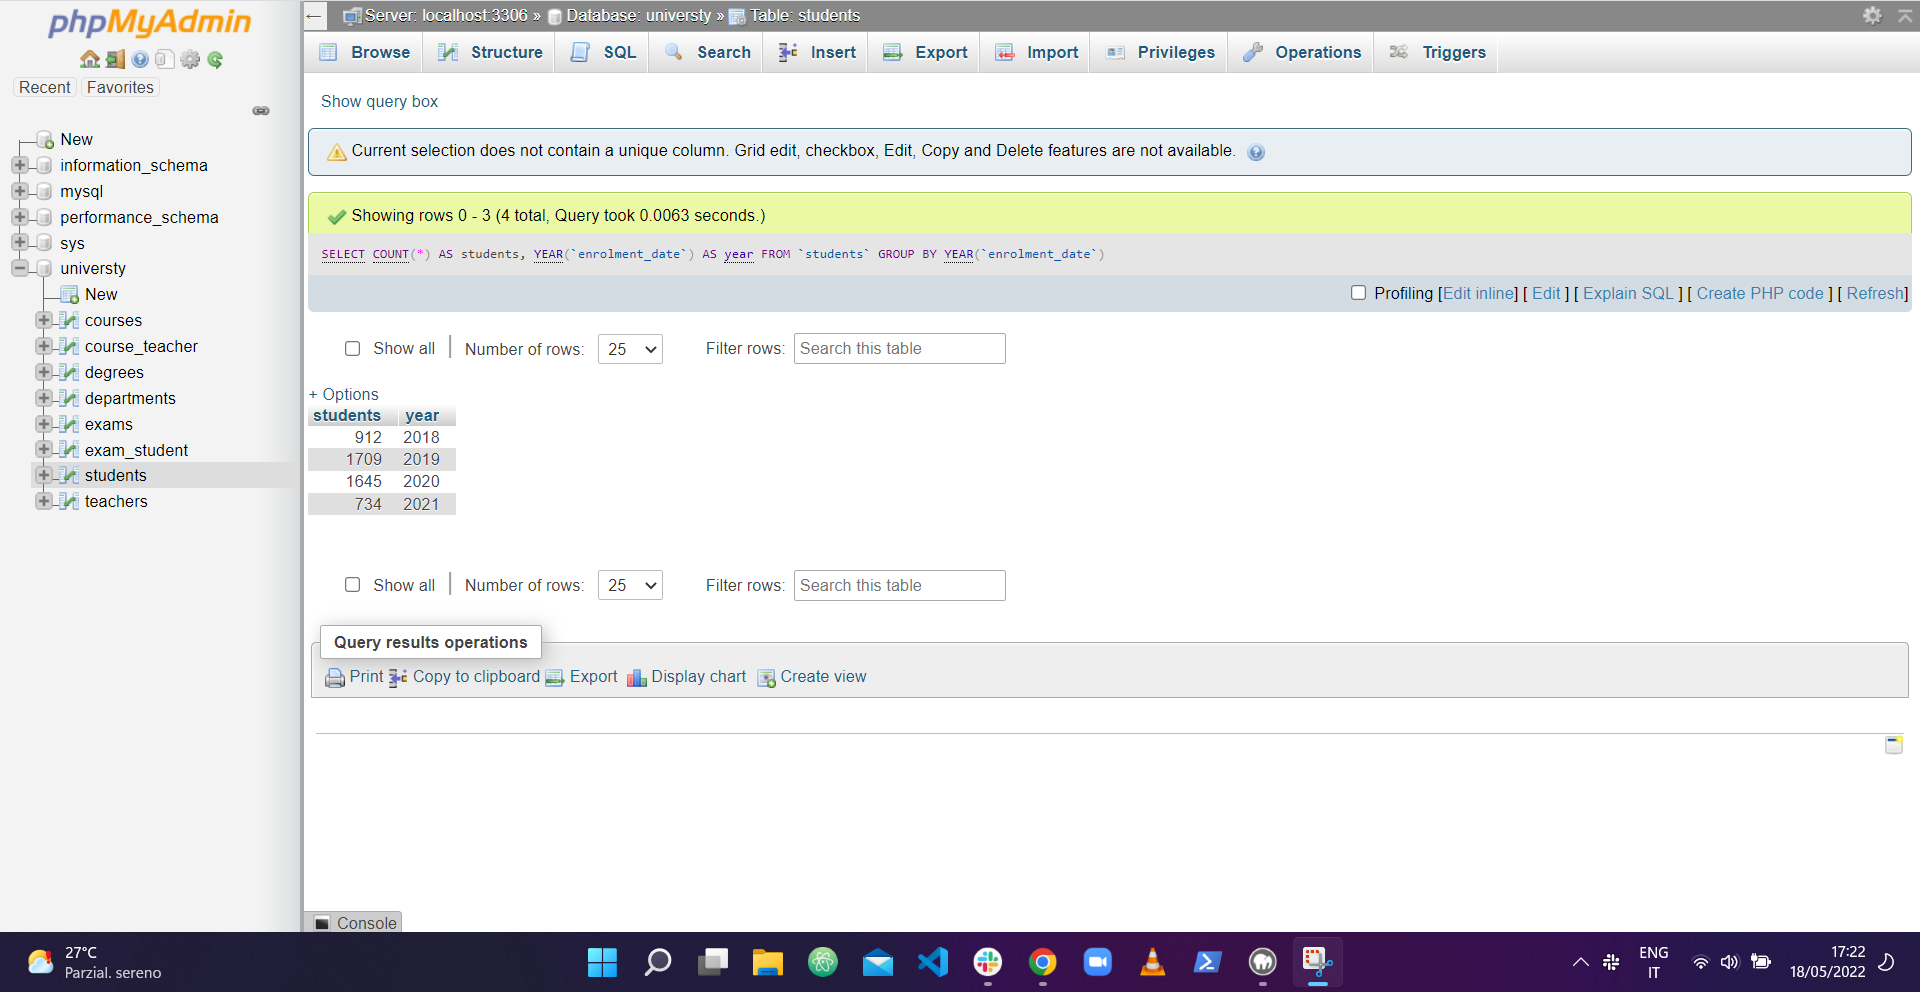 phpMyAdmin
Recent Favorites
New
information_schema
mysql
performance_schema
sys
universty
New
courses
course_teacher
degrees
departments
exams
exam_student
students
teachers
Server: localhost:3306 » Database: universty » Table: students
Browse Structure SQL Search Insert Export Import Privileges Operations Triggers
Show query box
Current selection does not contain a unique column. Grid edit, checkbox, Edit, Copy and Delete features are not available.
Showing rows 0 - 3 (4 total, Query took 0.0063 seconds.)
SELECT COUNT(*) AS students, YEAR(`enrolment_date`) AS year FROM `students` GROUP BY YEAR(`enrolment_date`)
Profiling [Edit inline] [ Edit ] [ Explain SQL ] [ Create PHP code ] [ Refresh]
Show all | Number of rows: 25 Filter rows: Search this table
+ Options
students year
912 2018
1709 2019
1645 2020
734 2021
Show all | Number of rows: 25 Filter rows: Search this table
Query results operations
Print Copy to clipboard Export Display chart Create view
Console
27°C
Parzial. sereno
ENG
IT
17:22
18/05/2022